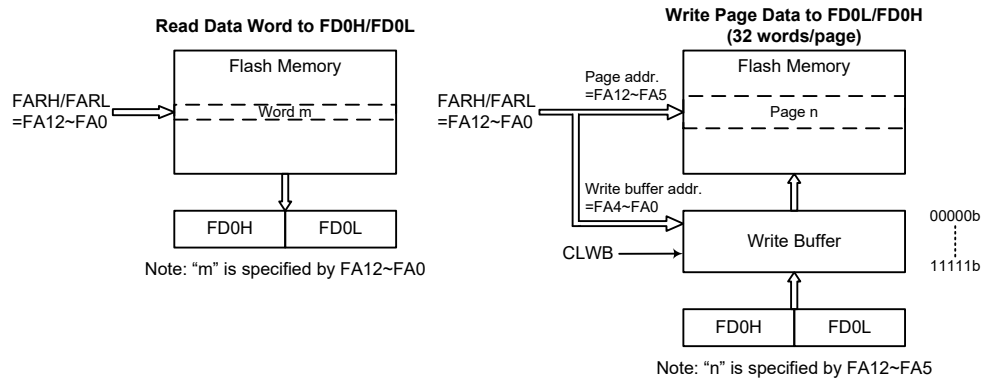 Read Data Word to FD0H/FD0L
Flash Memory
FARH/FARL
=FA12~FA0
Word m
FD0H
FD0L
Note: “m” is specified by FA12~FA0
Write Page Data to FD0L/FD0H
(32 words/page)
Flash Memory
Page addr.
=FA12~FA5
FARH/FARL
=FA12~FA0
Page n
Write buffer addr.
=FA4~FA0
Write Buffer
CLWB
00000b
11111b
FD0H
FD0L
Note: “n” is specified by FA12~FA5